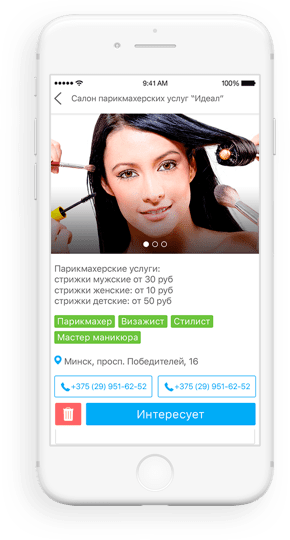 9:41 AM 100%
Салон парикмахерских услуг "Идеал"
Парикмахерские услуги:
стрижки мужские от 30 руб
стрижки женские: от 10 руб
стрижки детские: от 50 руб
Парикмахер Визажист Стилист
Мастер маникюра
Минск, просп. Победителей, 16
+375 (29) 951-62-52 +375 (29) 951-62-52
Интересует